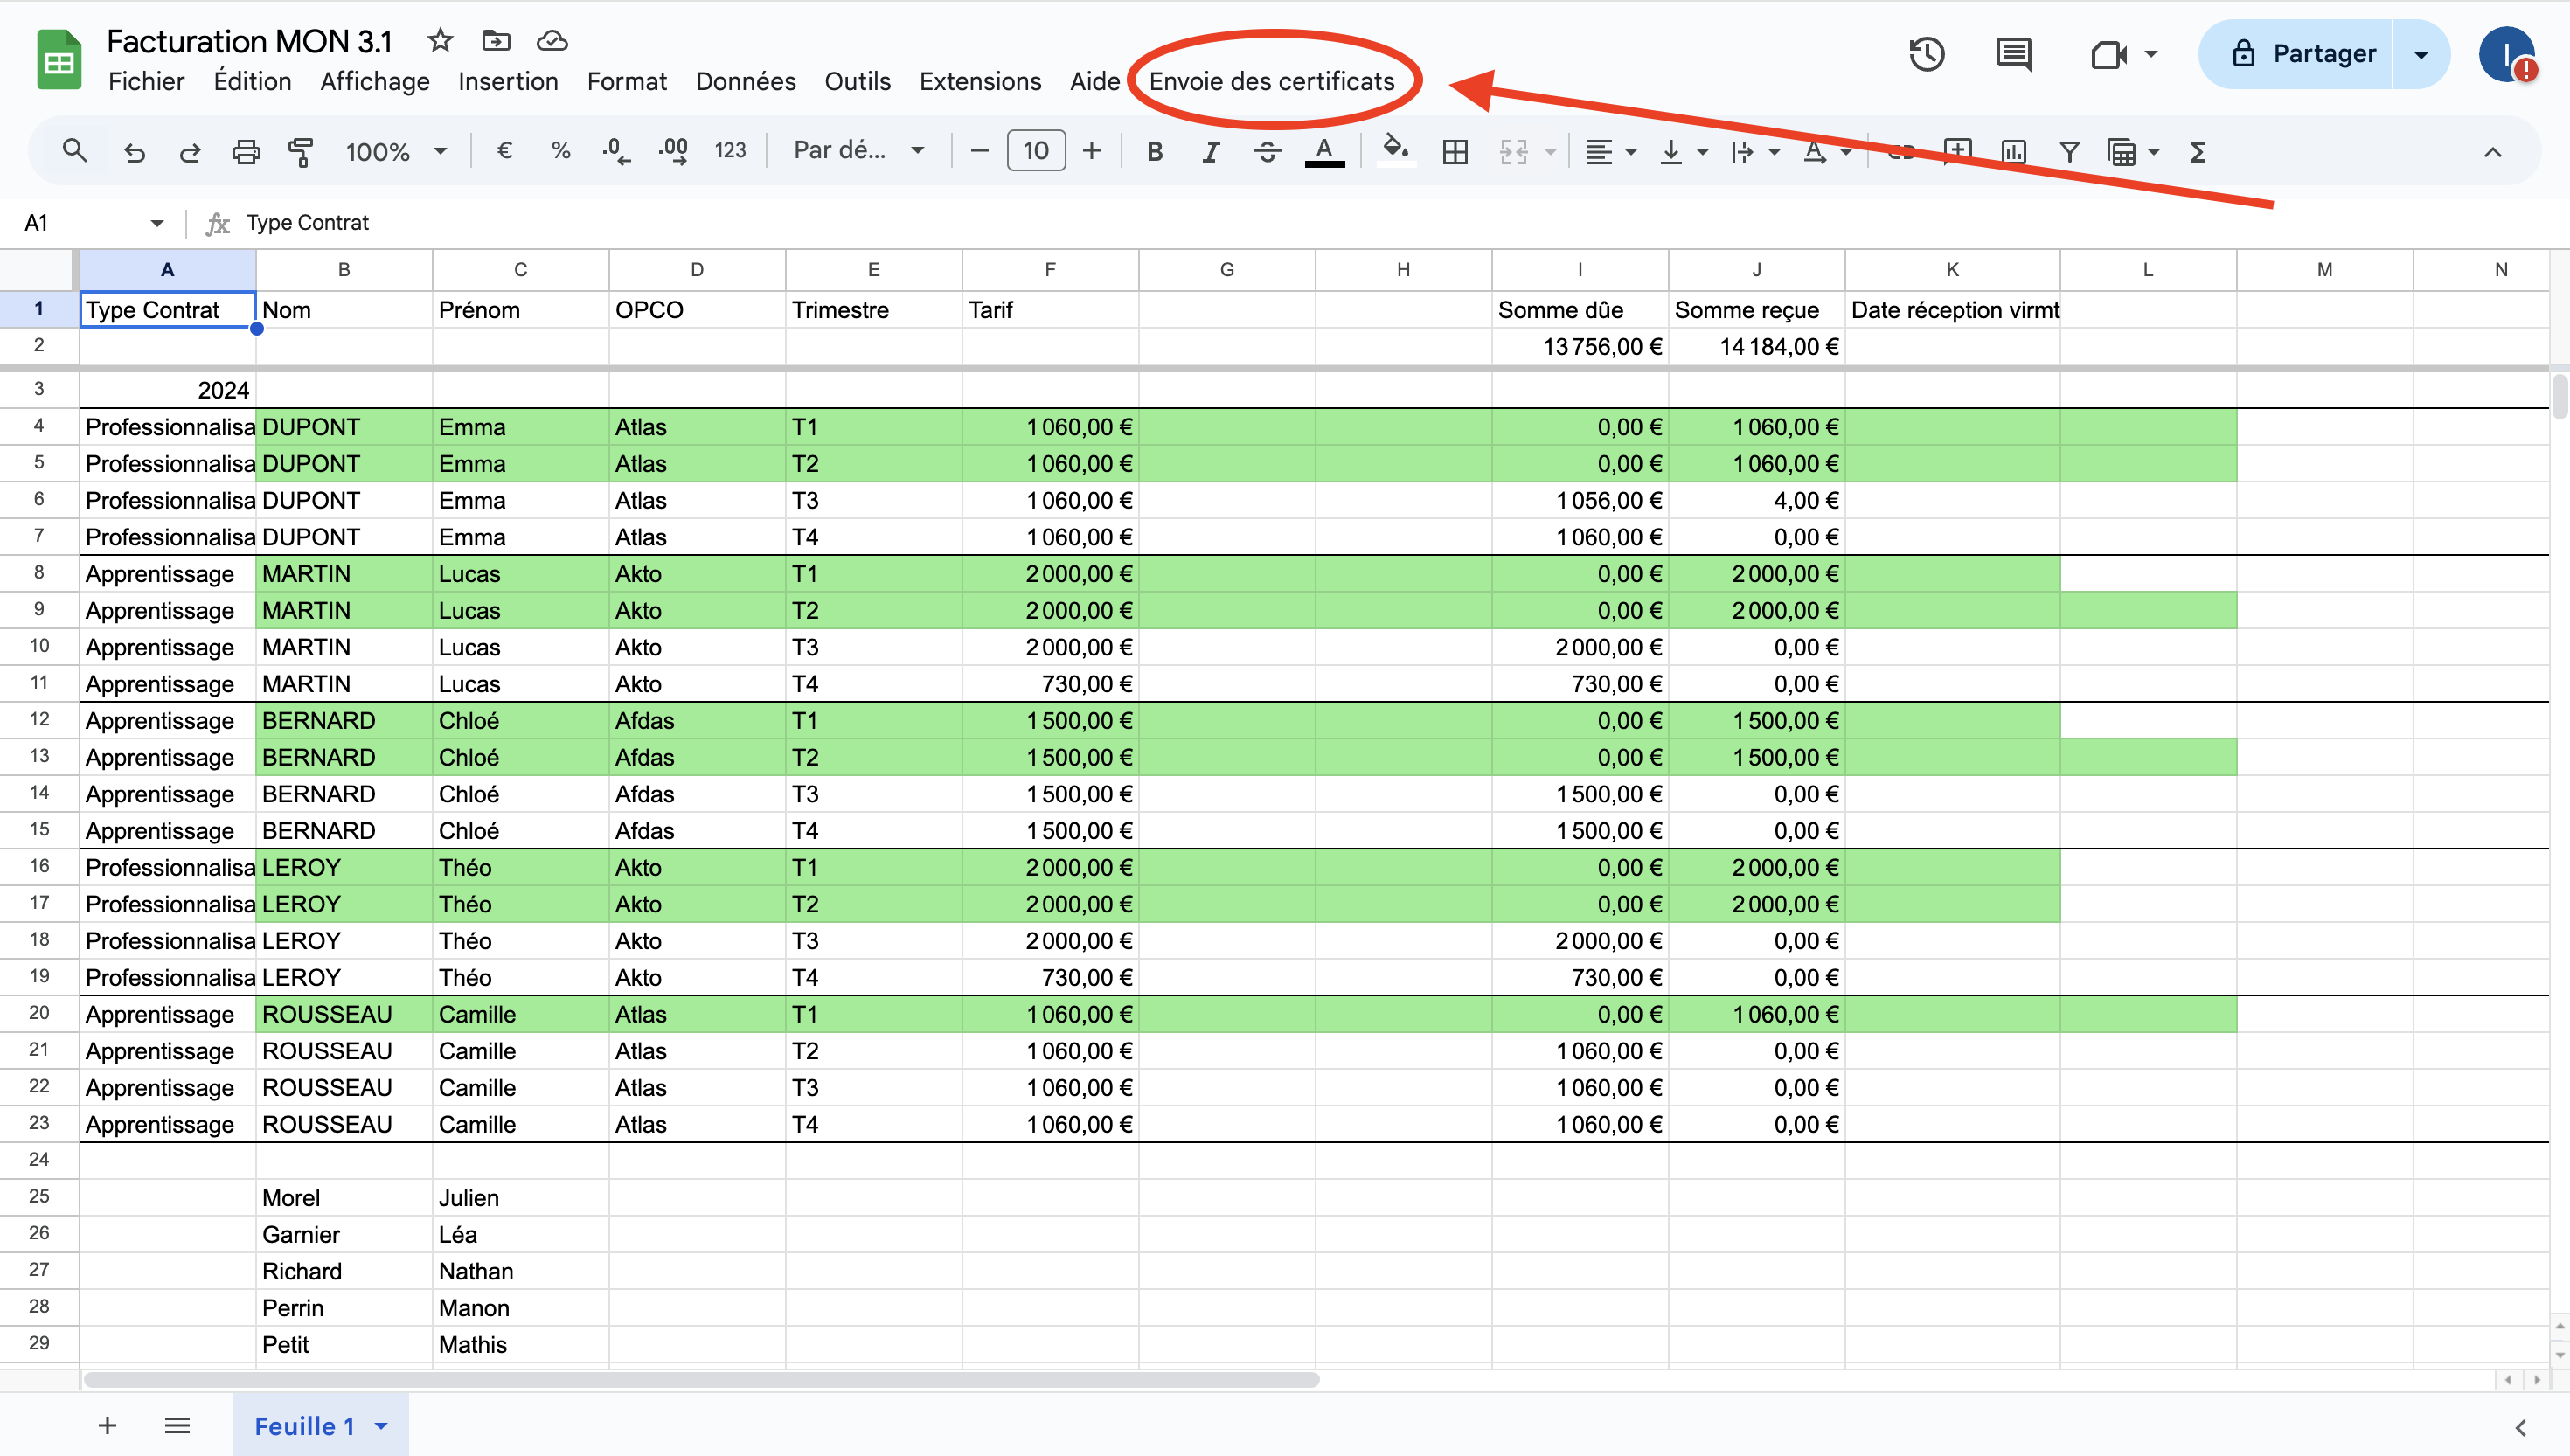 Facturation MON 3.1
Fichier Édition Affichage Insertion Format Données Outils Extensions Aide Envoie des certificats
Partager
I
100% € % .0 .00 123 Par dé... 10 B I A
A1 fx Type Contrat
A B C D E F G H I J K L M N
1 Type Contrat Nom Prénom OPCO Trimestre Tarif Somme dûe Somme reçue Date réception virmt
2 13 756,00 € 14 184,00 €
3 2024
4 Professionnalisa DUPONT Emma Atlas T1 1 060,00 € 0,00 € 1 060,00 €
5 Professionnalisa DUPONT Emma Atlas T2 1 060,00 € 0,00 € 1 060,00 €
6 Professionnalisa DUPONT Emma Atlas T3 1 060,00 € 1 056,00 € 4,00 €
7 Professionnalisa DUPONT Emma Atlas T4 1 060,00 € 1 060,00 € 0,00 €
8 Apprentissage MARTIN Lucas Akto T1 2 000,00 € 0,00 € 2 000,00 €
9 Apprentissage MARTIN Lucas Akto T2 2 000,00 € 0,00 € 2 000,00 €
10 Apprentissage MARTIN Lucas Akto T3 2 000,00 € 2 000,00 € 0,00 €
11 Apprentissage MARTIN Lucas Akto T4 730,00 € 730,00 € 0,00 €
12 Apprentissage BERNARD Chloé Afdas T1 1 500,00 € 0,00 € 1 500,00 €
13 Apprentissage BERNARD Chloé Afdas T2 1 500,00 € 0,00 € 1 500,00 €
14 Apprentissage BERNARD Chloé Afdas T3 1 500,00 € 1 500,00 € 0,00 €
15 Apprentissage BERNARD Chloé Afdas T4 1 500,00 € 1 500,00 € 0,00 €
16 Professionnalisa LEROY Théo Akto T1 2 000,00 € 0,00 € 2 000,00 €
17 Professionnalisa LEROY Théo Akto T2 2 000,00 € 0,00 € 2 000,00 €
18 Professionnalisa LEROY Théo Akto T3 2 000,00 € 2 000,00 € 0,00 €
19 Professionnalisa LEROY Théo Akto T4 730,00 € 730,00 € 0,00 €
20 Apprentissage ROUSSEAU Camille Atlas T1 1 060,00 € 0,00 € 1 060,00 €
21 Apprentissage ROUSSEAU Camille Atlas T2 1 060,00 € 1 060,00 € 0,00 €
22 Apprentissage ROUSSEAU Camille Atlas T3 1 060,00 € 1 060,00 € 0,00 €
23 Apprentissage ROUSSEAU Camille Atlas T4 1 060,00 € 1 060,00 € 0,00 €
24
25 Morel Julien
26 Garnier Léa
27 Richard Nathan
28 Perrin Manon
29 Petit Mathis
Feuille 1